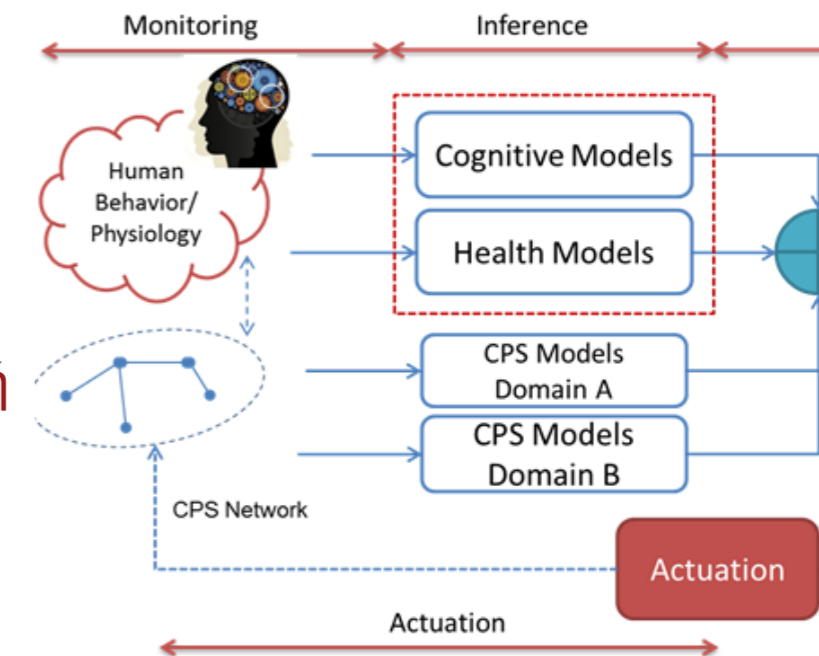 Monitoring
Inference
Human
Behavior/
Physiology
Cognitive Models
Health Models
CPS Models
Domain A
CPS Models
Domain B
CPS Network
Actuation
Actuation